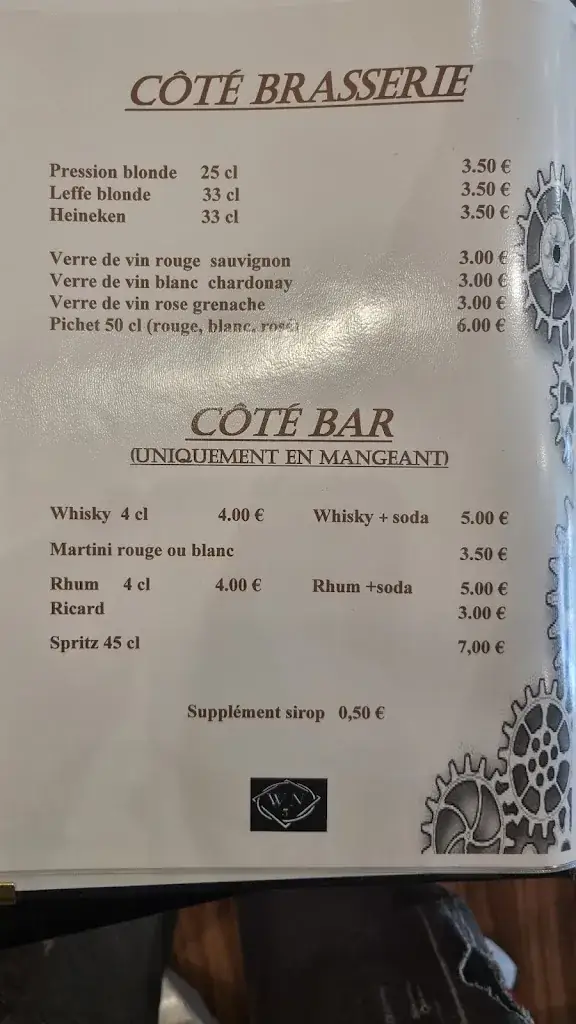 CÔTÉ BRASSERIE
Pression blonde 25 cl 3.50 €
Leffe blonde 33 cl 3.50 €
Heineken 33 cl 3.50 €
Verre de vin rouge sauvignon 3.00 €
Verre de vin blanc chardonay 3.00 €
Verre de vin rose grenache 3.00 €
Pichet 50 cl (rouge, blanc, rosé) 6.00 €
CÔTÉ BAR
(UNIQUEMENT EN MANGEANT)
Whisky 4 cl 4.00 € Whisky + soda 5.00 €
Martini rouge ou blanc 3.50 €
Rhum 4 cl 4.00 € Rhum +soda 5.00 €
Ricard 3.00 €
Spritz 45 cl 7,00 €
Supplément sirop 0,50 €
W N